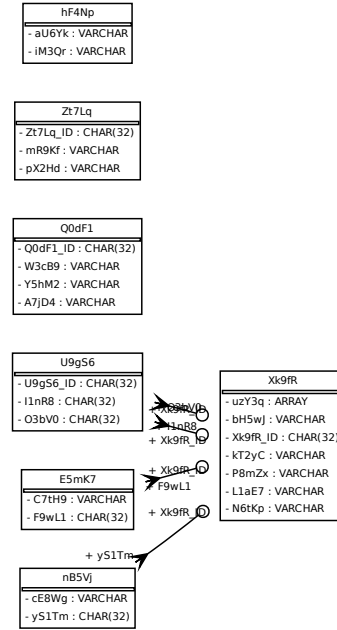 hF4Np
- aU6Yk : VARCHAR
- iM3Qr : VARCHAR
Zt7Lq
- Zt7Lq_ID : CHAR(32)
- mR9Kf : VARCHAR
- pX2Hd : VARCHAR
Q0dF1
- Q0dF1_ID : CHAR(32)
- W3cB9 : VARCHAR
- Y5hM2 : VARCHAR
- A7jD4 : VARCHAR
U9gS6
- U9gS6_ID : CHAR(32)
- I1nR8 : CHAR(32)
- O3bV0 : CHAR(32)
+ O3bV0
+ Xk9fR_ID
+ I1nR8
+ Xk9fR_ID
Xk9fR
- uzY3q : ARRAY
- bH5wJ : VARCHAR
- Xk9fR_ID : CHAR(32)
- kT2yC : VARCHAR
- P8mZx : VARCHAR
- L1aE7 : VARCHAR
- N6tKp : VARCHAR
E5mK7
- C7tH9 : VARCHAR
- F9wL1 : CHAR(32)
+ Xk9fR_ID
+ F9wL1
+ Xk9fR_ID
+ yS1Tm
nB5Vj
- cE8Wg : VARCHAR
- yS1Tm : CHAR(32)